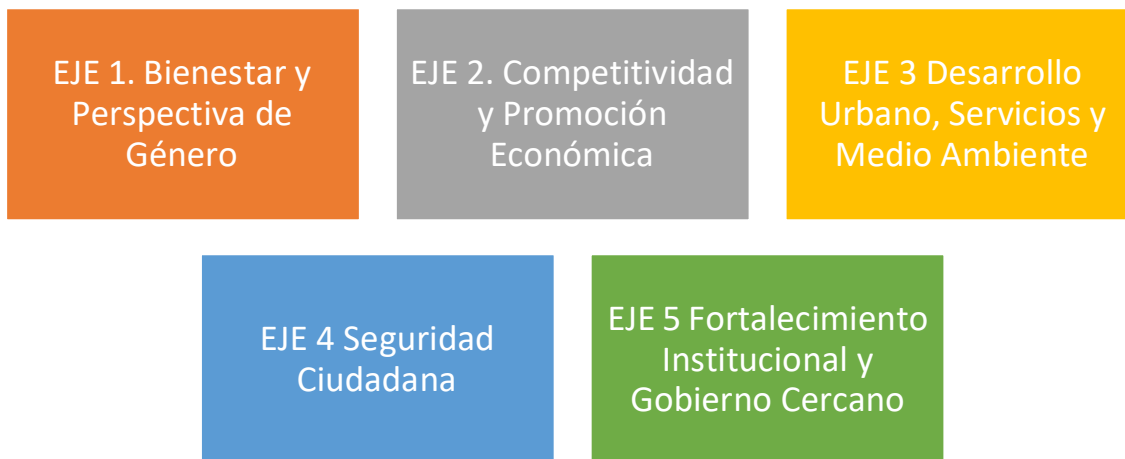 EJE 1. Bienestar y
Perspectiva de
Género
EJE 2. Competitividad
y Promoción
Económica
EJE 3 Desarrollo
Urbano, Servicios y
Medio Ambiente
EJE 4 Seguridad
Ciudadana
EJE 5 Fortalecimiento
Institucional y
Gobierno Cercano